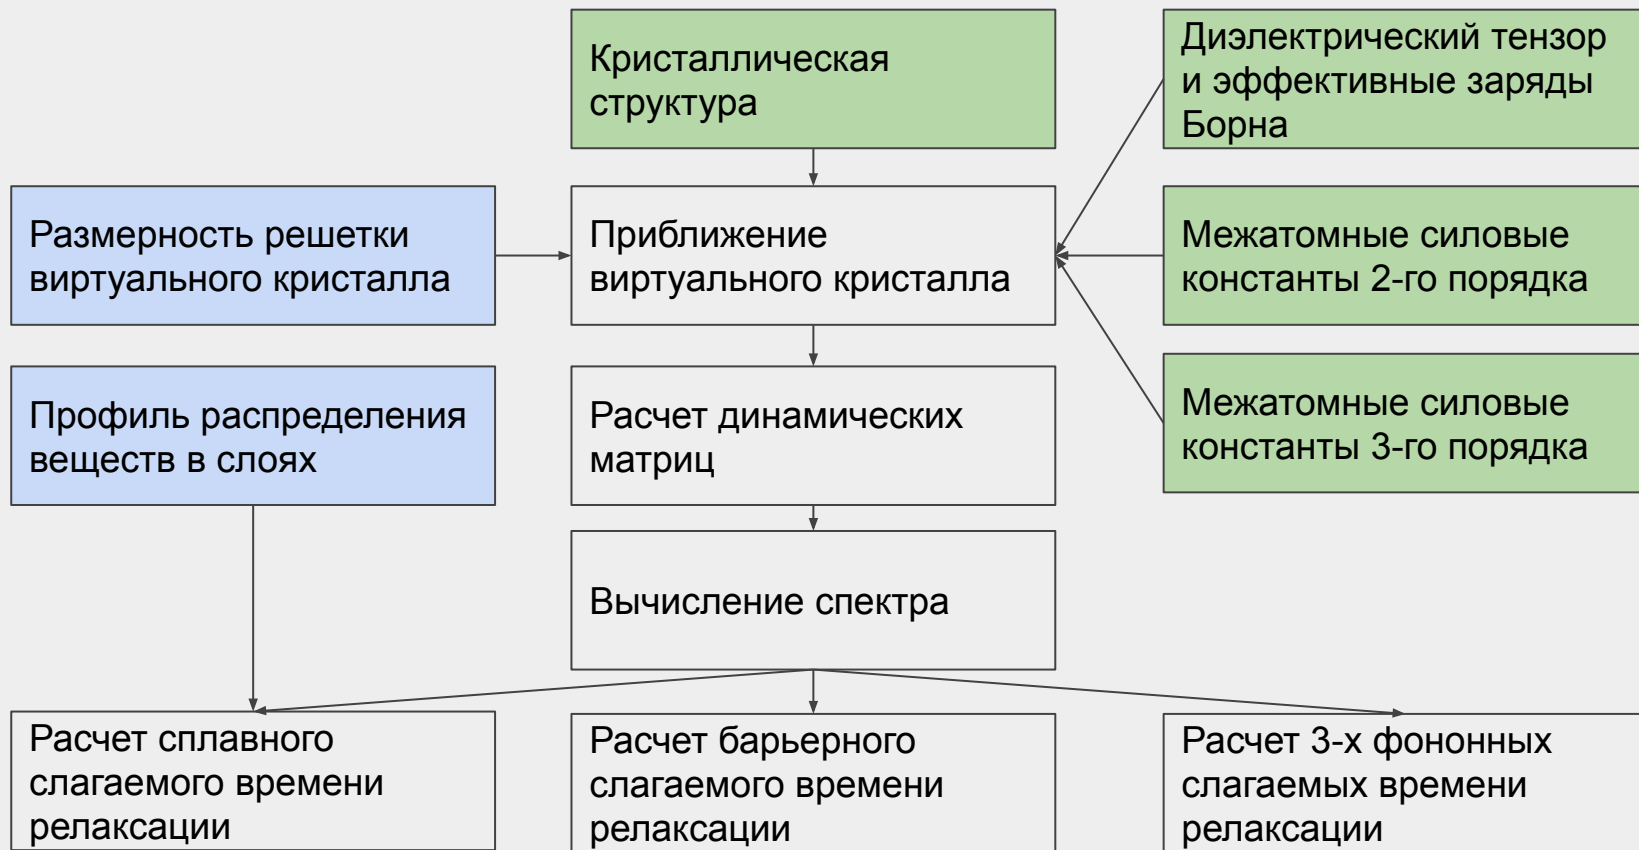 Кристаллическая
структура
Диэлектрический тензор
и эффективные заряды
Борна
Размерность решетки
виртуального кристалла
Приближение
виртуального кристалла
Межатомные силовые
константы 2-го порядка
Профиль распределения
веществ в слоях
Расчет динамических
матриц
Межатомные силовые
константы 3-го порядка
Вычисление спектра
Расчет сплавного
слагаемого времени
релаксации
Расчет барьерного
слагаемого времени
релаксации
Расчет 3-х фононных
слагаемых времени
релаксации